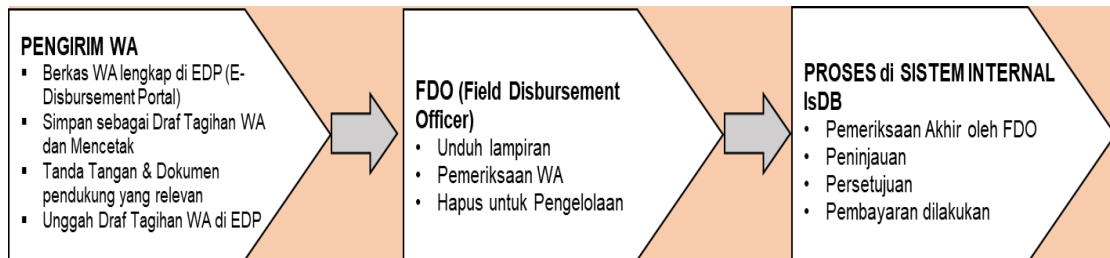 PENGIRIM WA
▪ Berkas WA lengkap di EDP (E-
Disbursement Portal)
▪ Simpan sebagai Draf Tagihan WA
dan Mencetak
▪ Tanda Tangan & Dokumen
pendukung yang relevan
▪ Unggah Draf Tagihan WA di EDP
FDO (Field Disbursement
Officer)
• Unduh lampiran
• Pemeriksaan WA
• Hapus untuk Pengelolaan
PROSES di SISTEM INTERNAL
IsDB
• Pemeriksaan Akhir oleh FDO
• Peninjauan
• Persetujuan
• Pembayaran dilakukan